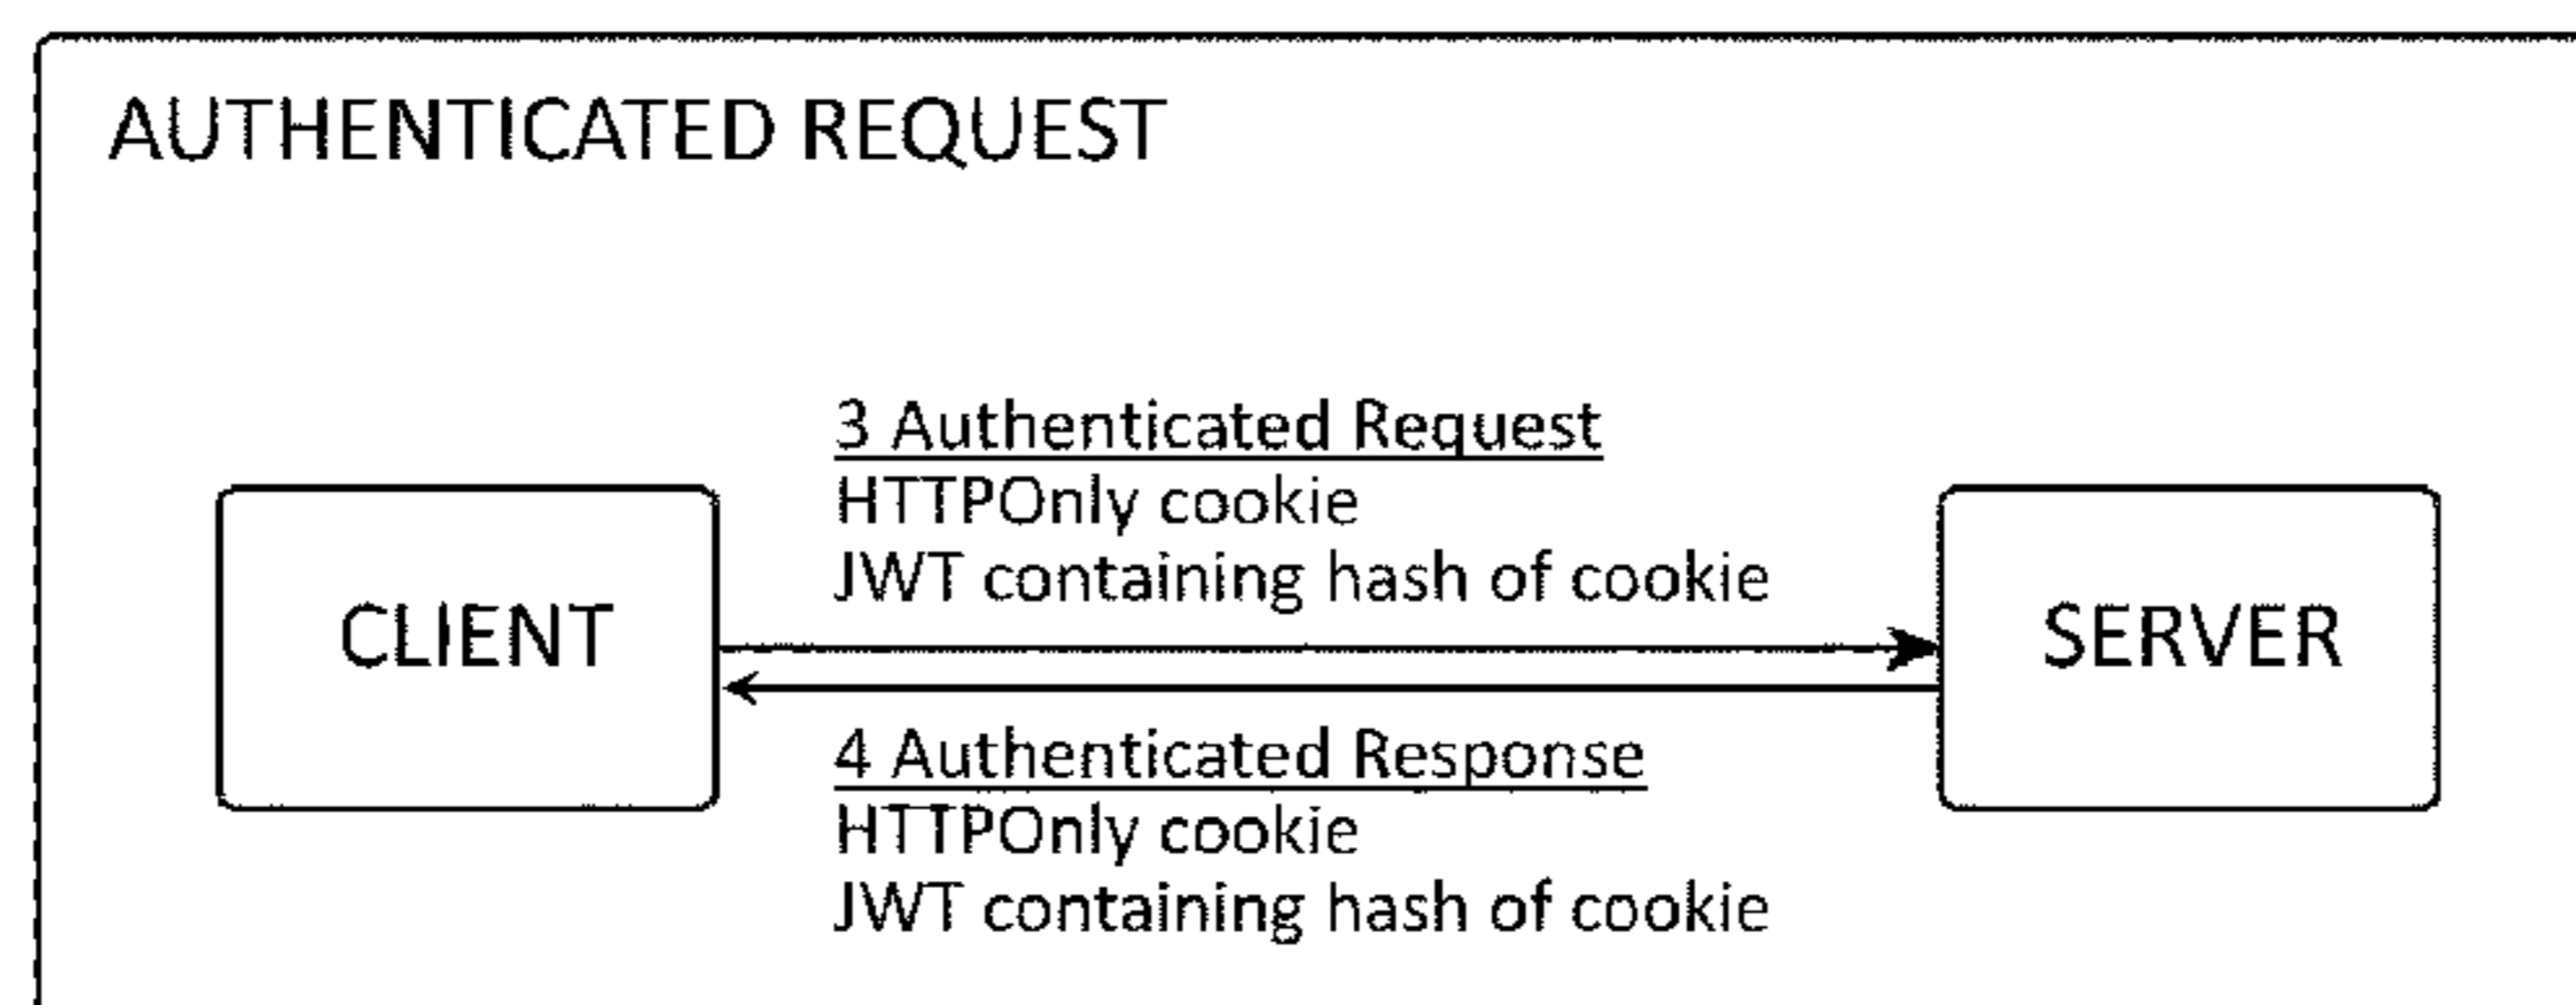 AUTHENTICATED REQUEST
3 Authenticated Request
HTTPOnly cookie
JWT containing hash of cookie
CLIENT
SERVER
4 Authenticated Response
HTTPOnly cookie
JWT containing hash of cookie